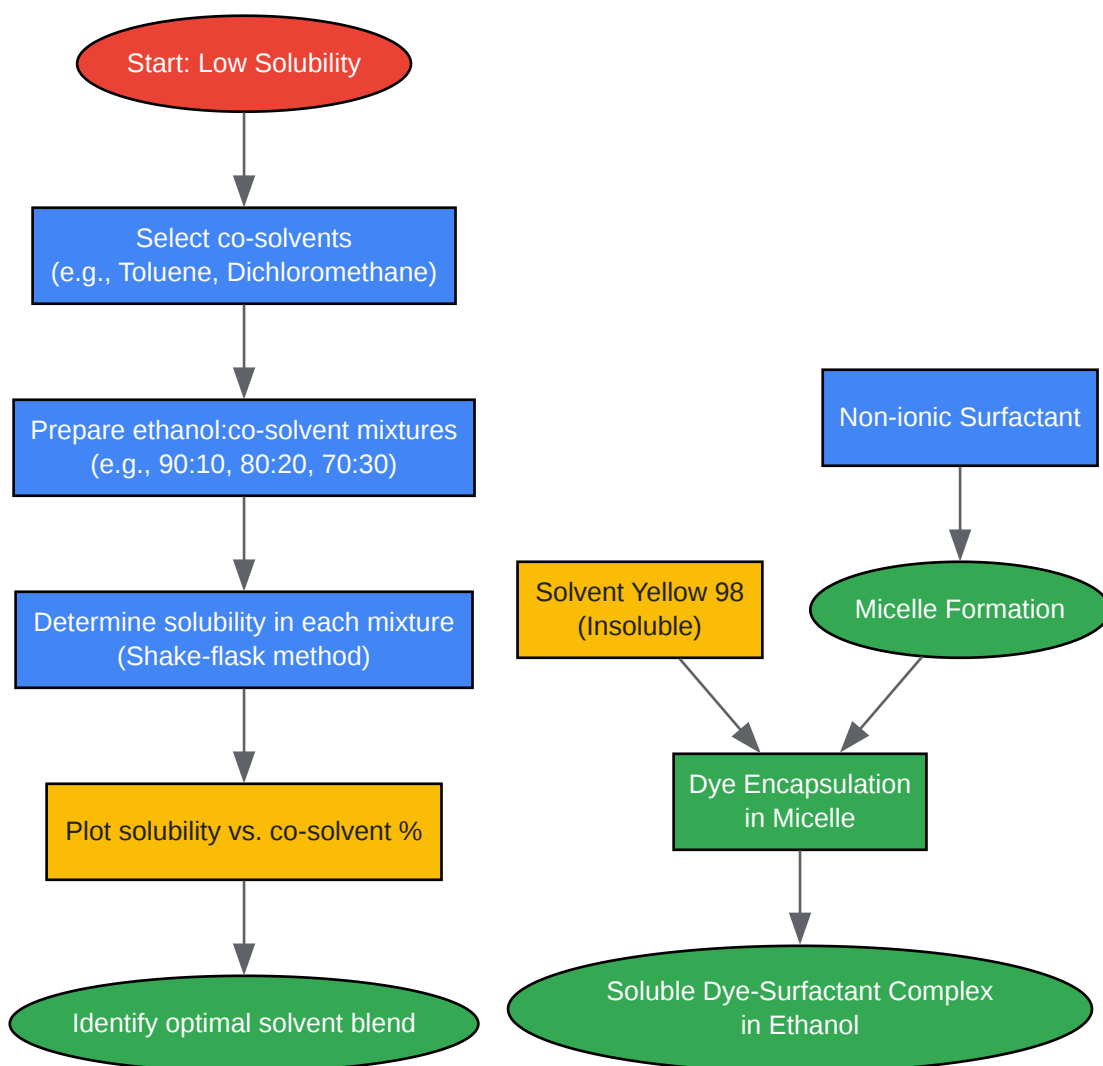 Start: Low Solubility
Select co-solvents
(e.g., Toluene, Dichloromethane)
Prepare ethanol:co-solvent mixtures
(e.g., 90:10, 80:20, 70:30)
Determine solubility in each mixture
(Shake-flask method)
Plot solubility vs. co-solvent %
Identify optimal solvent blend
Non-ionic Surfactant
Solvent Yellow 98
(Insoluble)
Micelle Formation
Dye Encapsulation
in Micelle
Soluble Dye-Surfactant Complex
in Ethanol